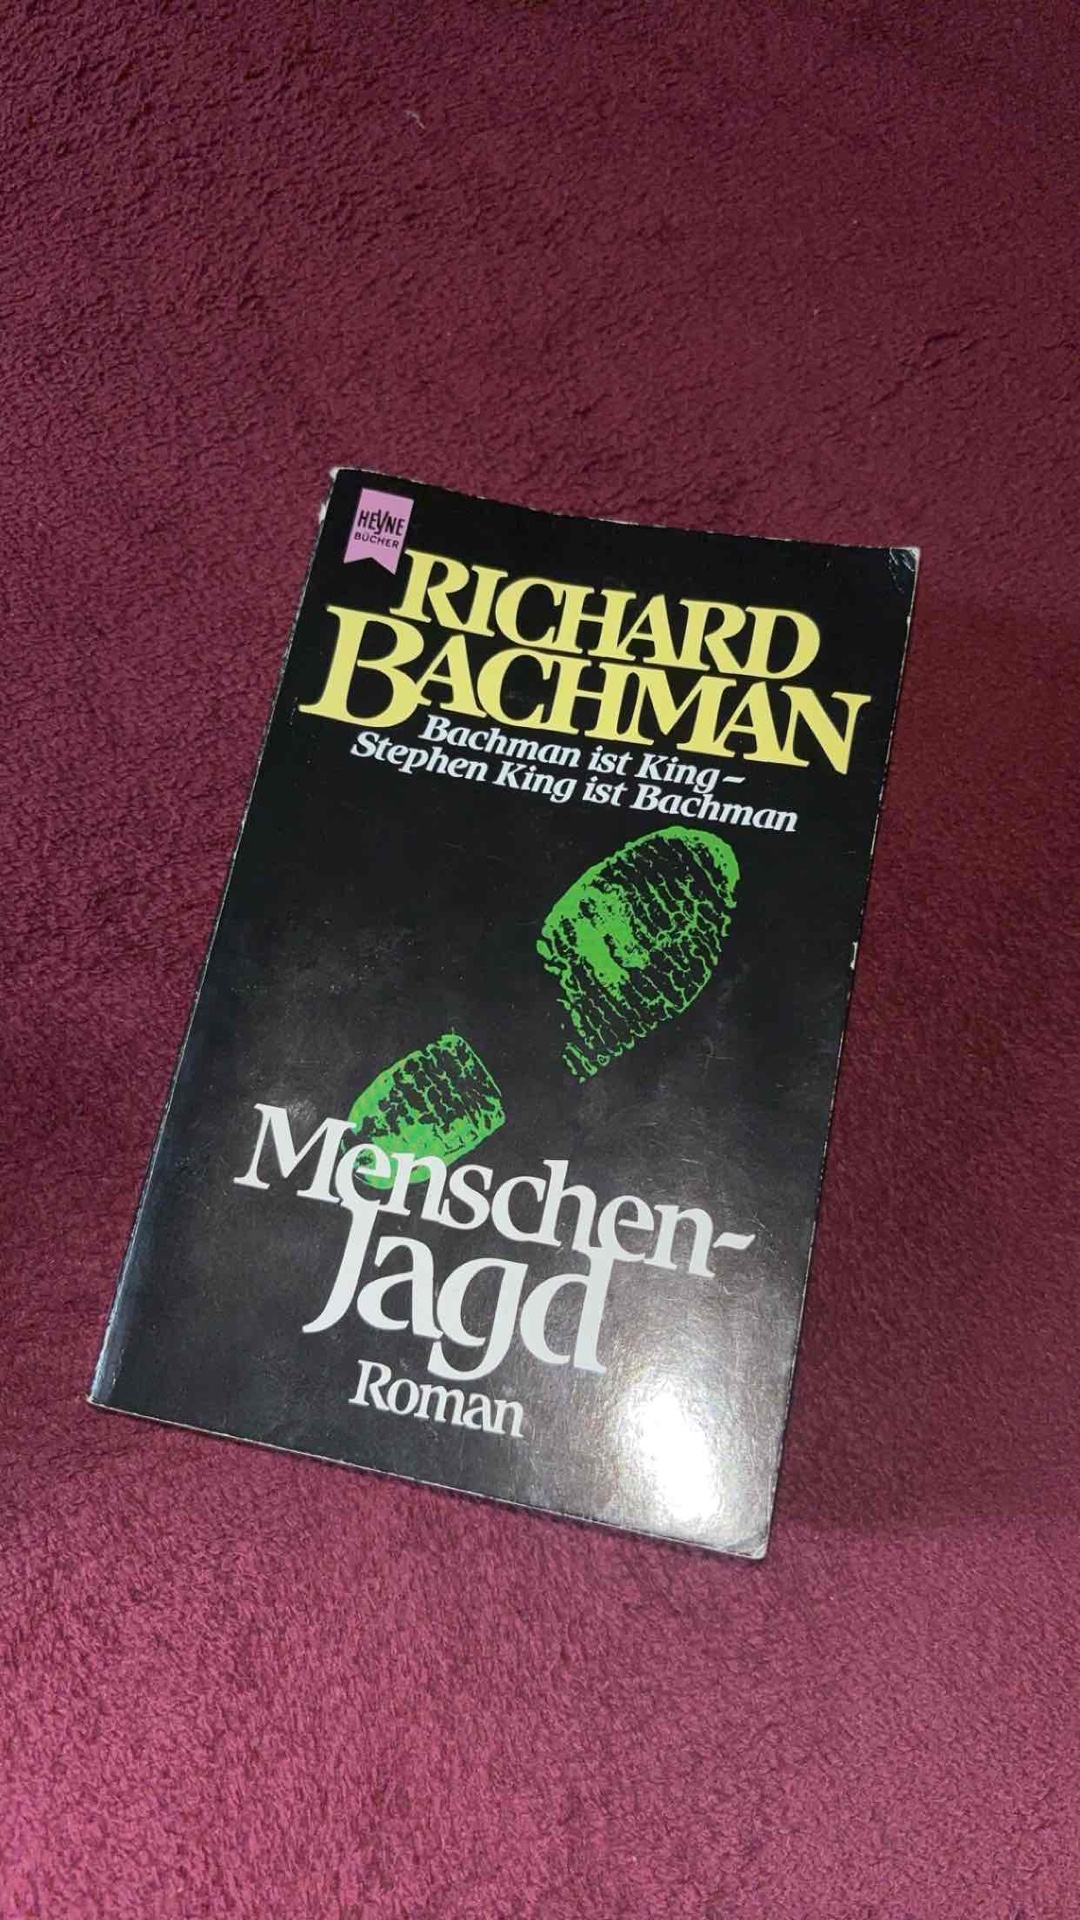 HEYNE
BÜCHER
RICHARD
BACHMAN
Bachman ist King–
Stephen King ist Bachman
Menschen-
Jagd
Roman